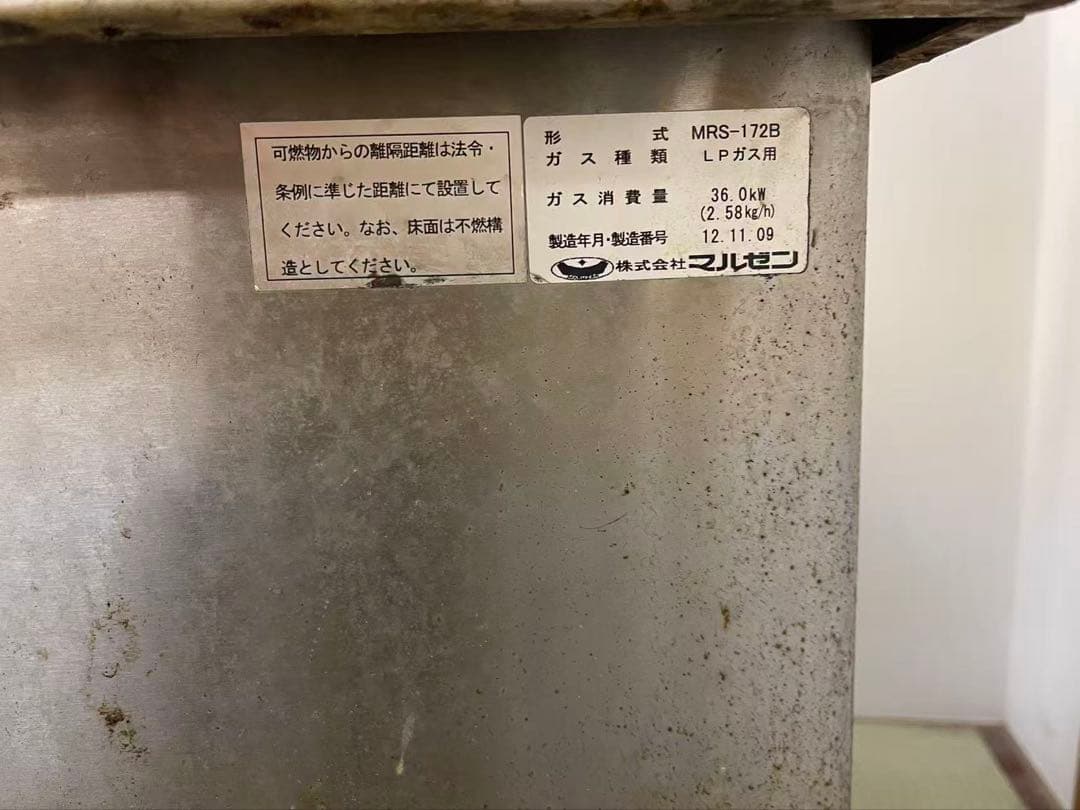 可燃物からの離隔距離は法令・
条例に準じた距離にて設置して
ください。なお、床面は不燃構
造としてください。
形 式 MRS-172B
ガス種類 LPガス用
ガス消費量 36.0kW
(2.58kg/h)
製造年月・製造番号 12.11.09
株式会社マルゼン